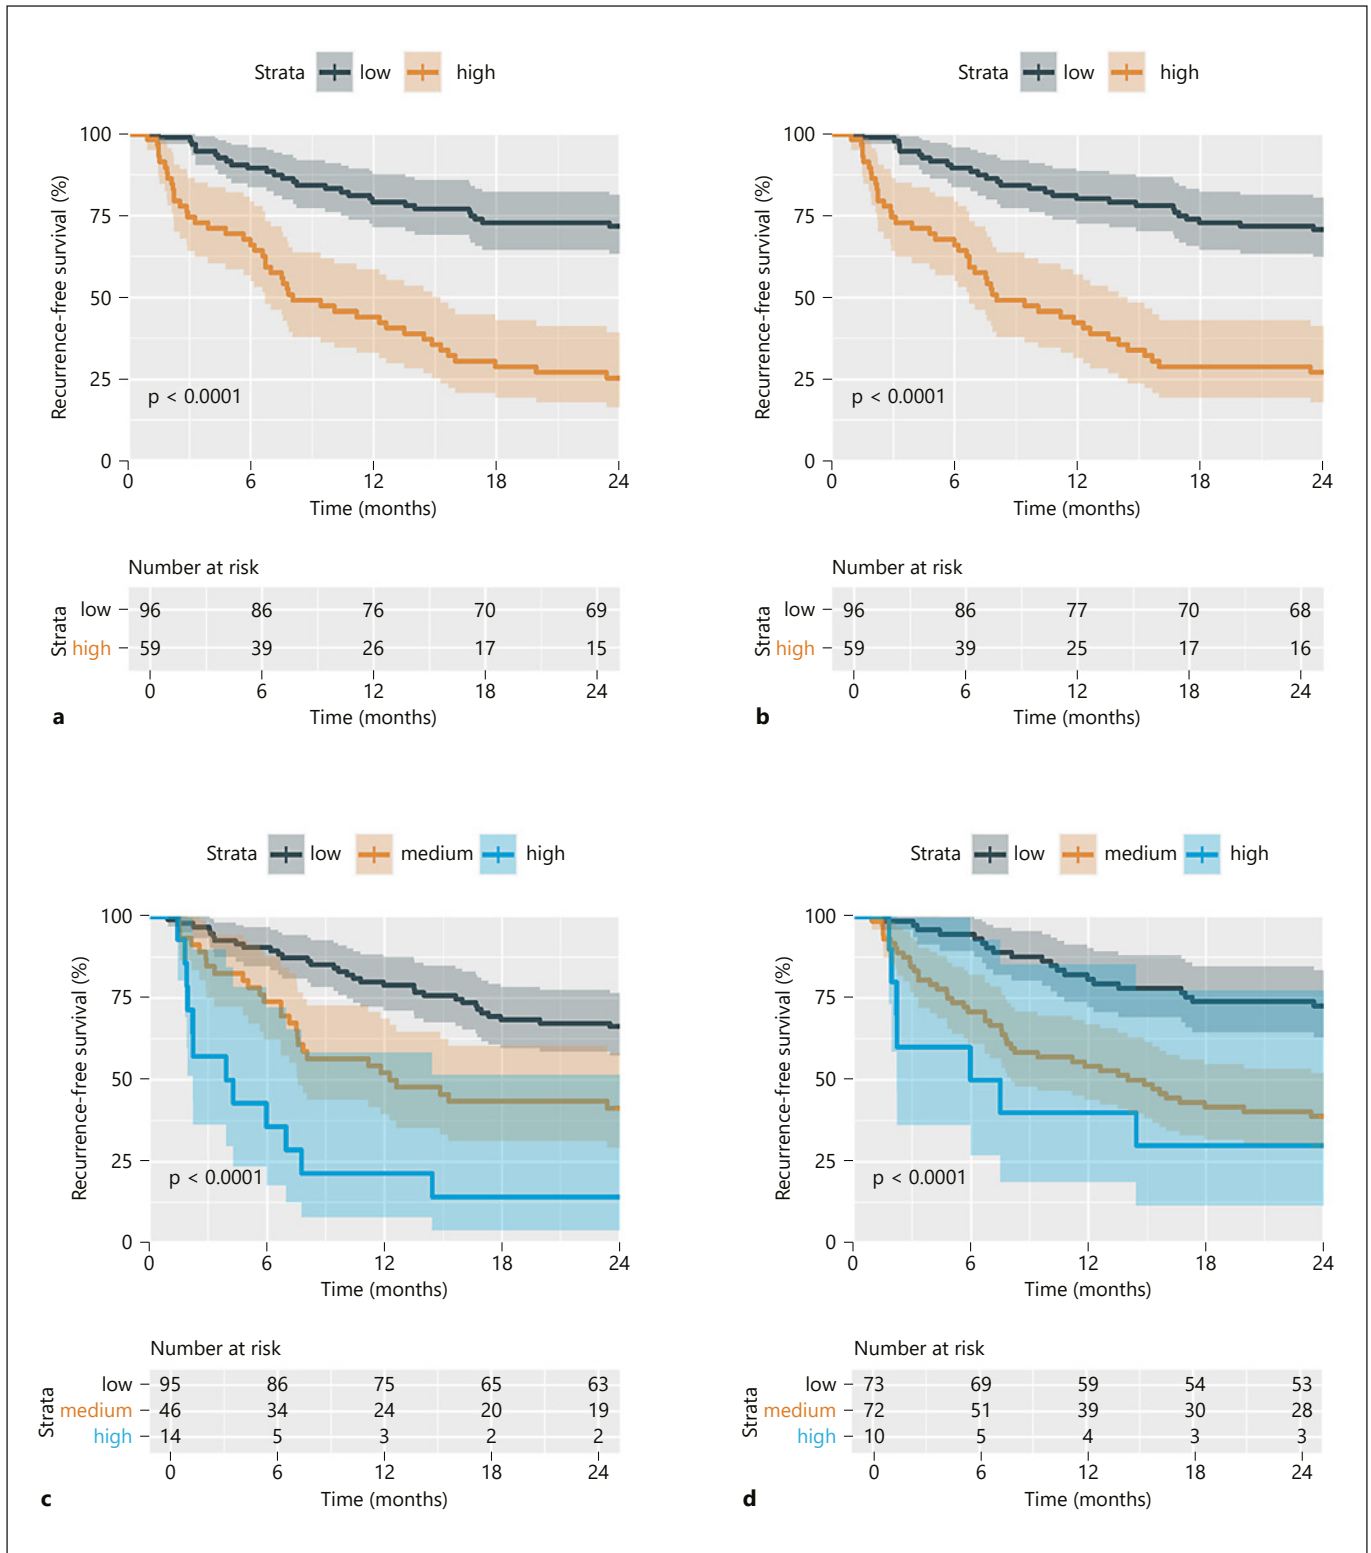 Strata low high
100
75
50
25
0
Recurrence-free survival (%)
p < 0.0001
0 6 12 18 24
Time (months)
Number at risk
Strata
low 96 86 76 70 69
high 59 39 26 17 15
0 6 12 18 24
Time (months)
a
Strata low high
100
75
50
25
0
Recurrence-free survival (%)
p < 0.0001
0 6 12 18 24
Time (months)
Number at risk
Strata
low 96 86 77 70 68
high 59 39 25 17 16
0 6 12 18 24
Time (months)
b
Strata low medium high
100
75
50
25
0
Recurrence-free survival (%)
p < 0.0001
0 6 12 18 24
Time (months)
Number at risk
Strata
low 95 86 75 65 63
medium 46 34 24 20 19
high 14 5 3 2 2
0 6 12 18 24
Time (months)
c
Strata low medium high
100
75
50
25
0
Recurrence-free survival (%)
p < 0.0001
0 6 12 18 24
Time (months)
Number at risk
Strata
low 73 69 59 54 53
medium 72 51 39 30 28
high 10 5 4 3 3
0 6 12 18 24
Time (months)
d